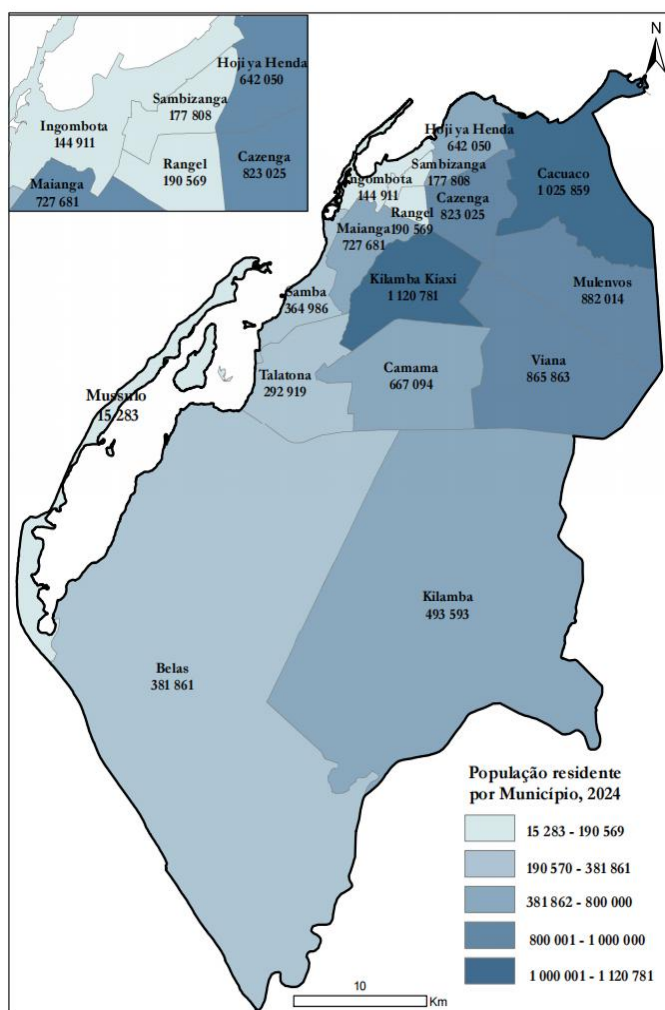 Hoji ya Henda
642 050
Sambizanga
177 808
Ingombota
144 911
Rangel
190 569
Cazenga
823 025
Maianga
727 681
N
Hoji ya Henda
642 050
Sambizanga
177 808
Ingombota
144 911
Rangel
190 569
Cazenga
823 025
Cacuaco
1 025 859
Maianga
727 681
Kilamba Kiaxi
1 120 781
Mulenvos
882 014
Samba
364 986
Talatona
292 919
Camama
667 094
Viana
865 863
Mussulo
15 283
Kilamba
493 593
Belas
381 861
População residente
por Município, 2024
15 283 - 190 569
190 570 - 381 861
381 862 - 800 000
800 001 - 1 000 000
1 000 001 - 1 120 781
10
Km